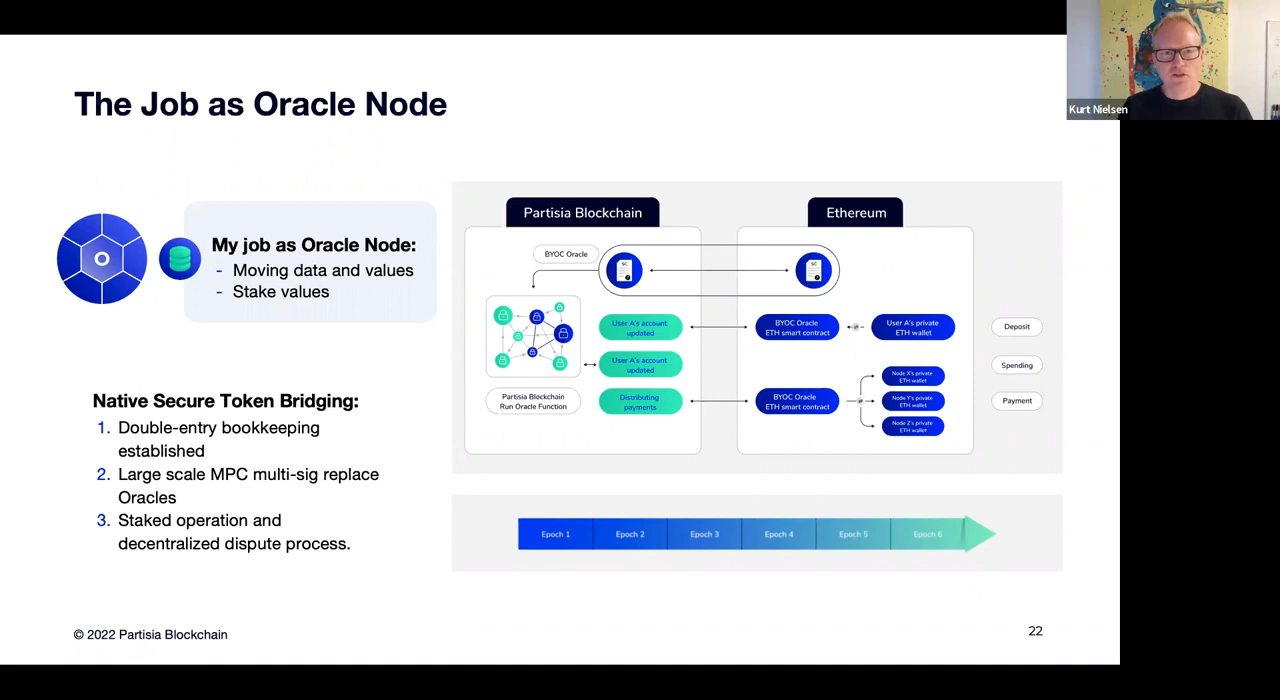 Kurt Nielsen
The Job as Oracle Node
O
My job as Oracle Node:
- Moving data and values
- Stake values
Native Secure Token Bridging:
1. Double-entry bookkeeping
established
2. Large scale MPC multi-sig replace
Oracles
3. Staked operation and
decentralized dispute process.
Partisia Blockchain
Ethereum
BYOC Oracle
SC
SC
User A's account
updated
BYOC Oracle
ETH smart contract
User A's private
ETH wallet
Deposit
User A's account
updated
Spending
Partisia Blockchain
Run Oracle Function
Distributing
payments
BYOC Oracle
ETH smart contract
Node X's private
ETH wallet
Node Y's private
ETH wallet
Node Z's private
ETH wallet
Payment
Epoch 1
Epoch 2
Epoch 3
Epoch 4
Epoch 5
Epoch 6
© 2022 Partisia Blockchain
22